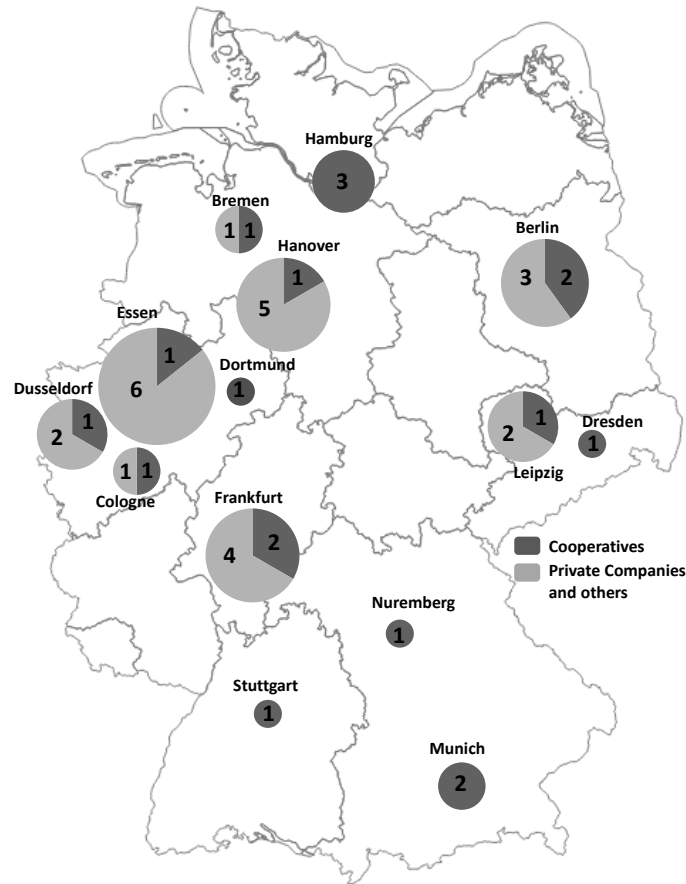 Hamburg
3
Bremen
1 1
Hanover
1
5
Berlin
3 2
Essen
1
6
Dortmund
1
Dusseldorf
1
2
1 1
Cologne
1
2
Leipzig
Dresden
1
Frankfurt
2
4
Cooperatives
Private Companies
and others
Nuremberg
1
Stuttgart
1
Munich
2